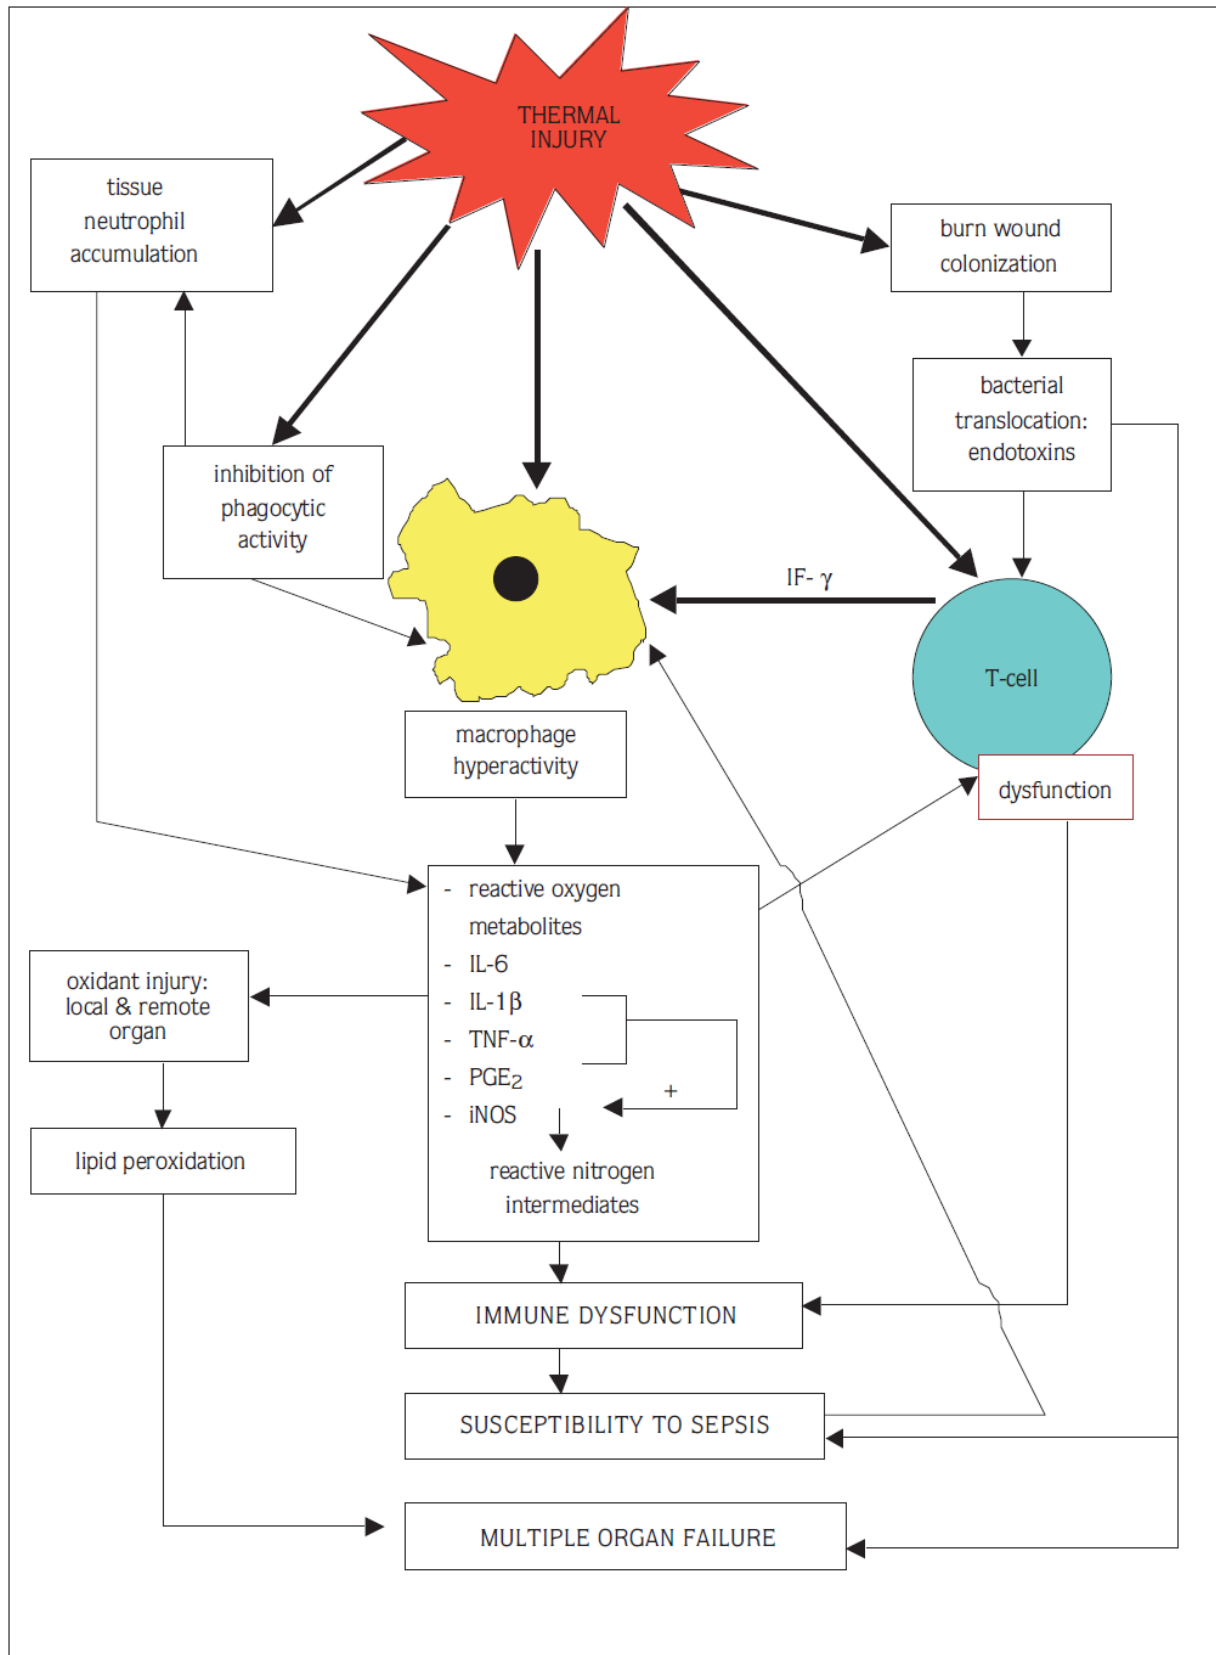 THERMAL
INJURY
tissue
neutrophil
accumulation
burn wound
colonization
bacterial
translocation:
endotoxins
inhibition of
phagocytic
activity
IF- γ
T-cell
dysfunction
macrophage
hyperactivity
- reactive oxygen
metabolites
- IL-6
- IL-1β
- TNF-α
- PGE₂
- iNOS
+
reactive nitrogen
intermediates
oxidant injury:
local & remote
organ
lipid peroxidation
IMMUNE DYSFUNCTION
SUSCEPTIBILITY TO SEPSIS
MULTIPLE ORGAN FAILURE